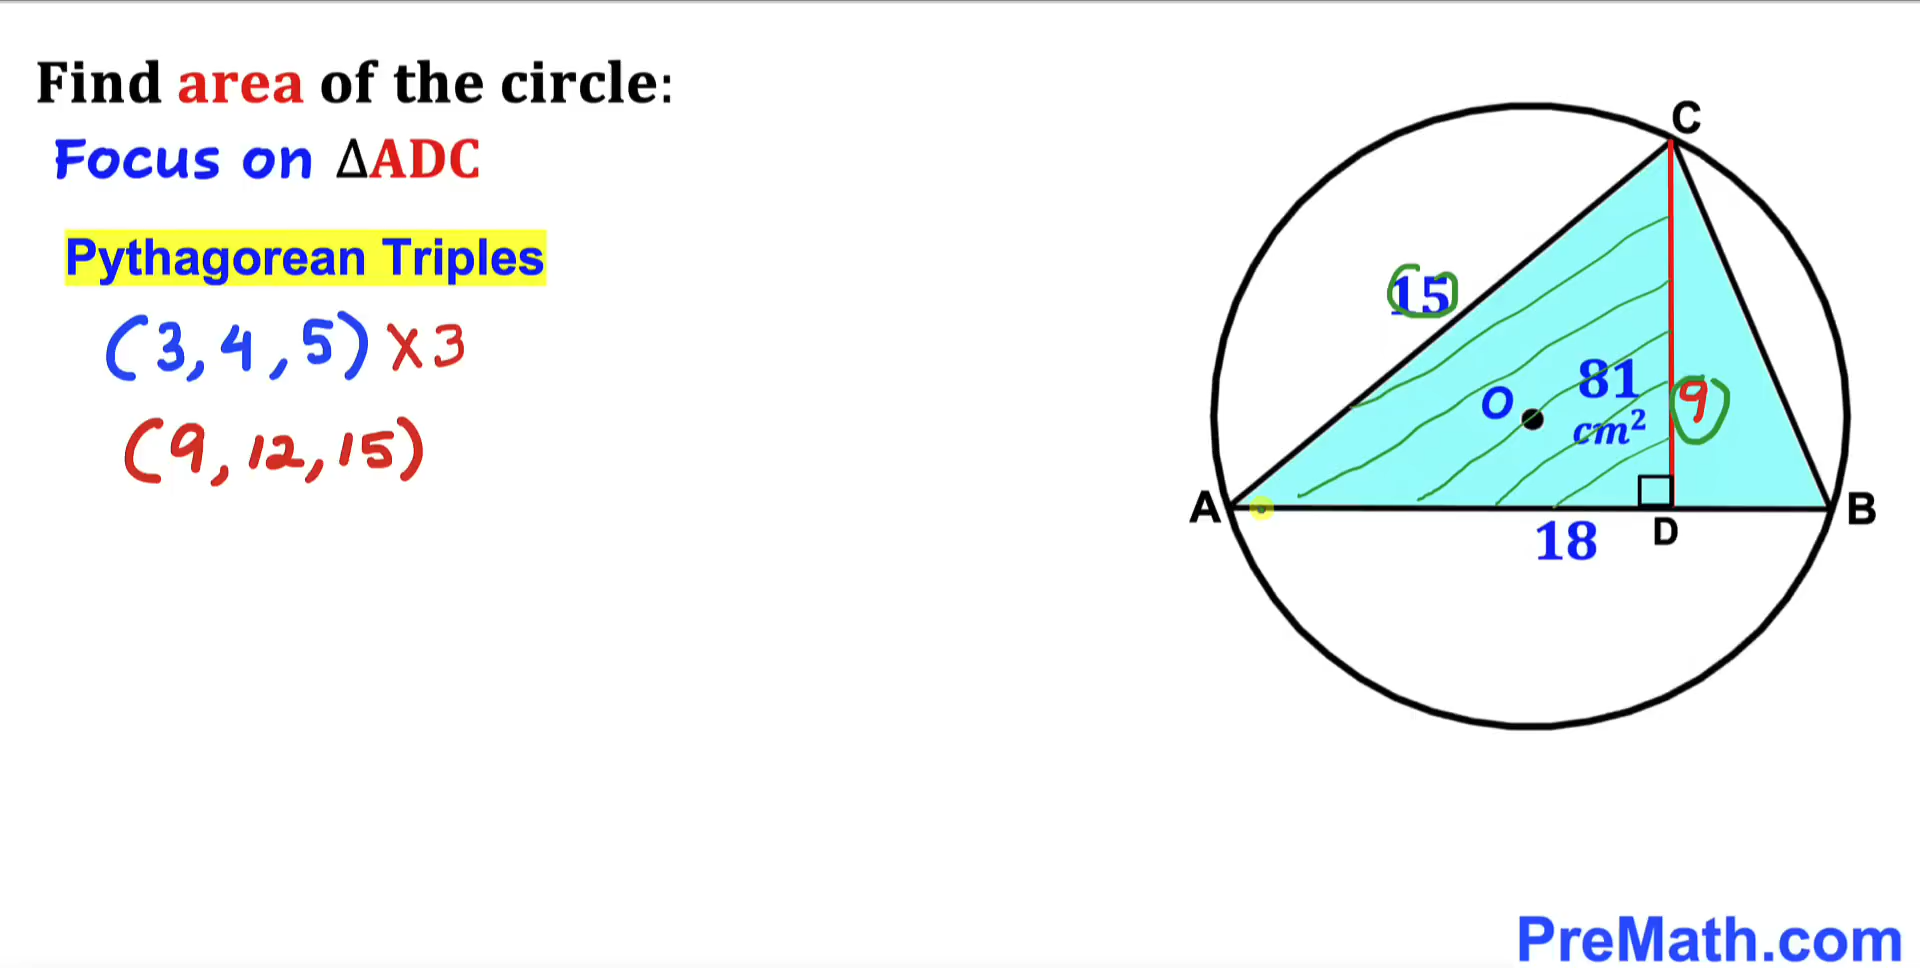 Find area of the circle:
Focus on ΔADC
Pythagorean Triples
(3, 4, 5) x3
(9, 12, 15)
C
15
81
O
cm²
9
A
B
18
D
PreMath.com